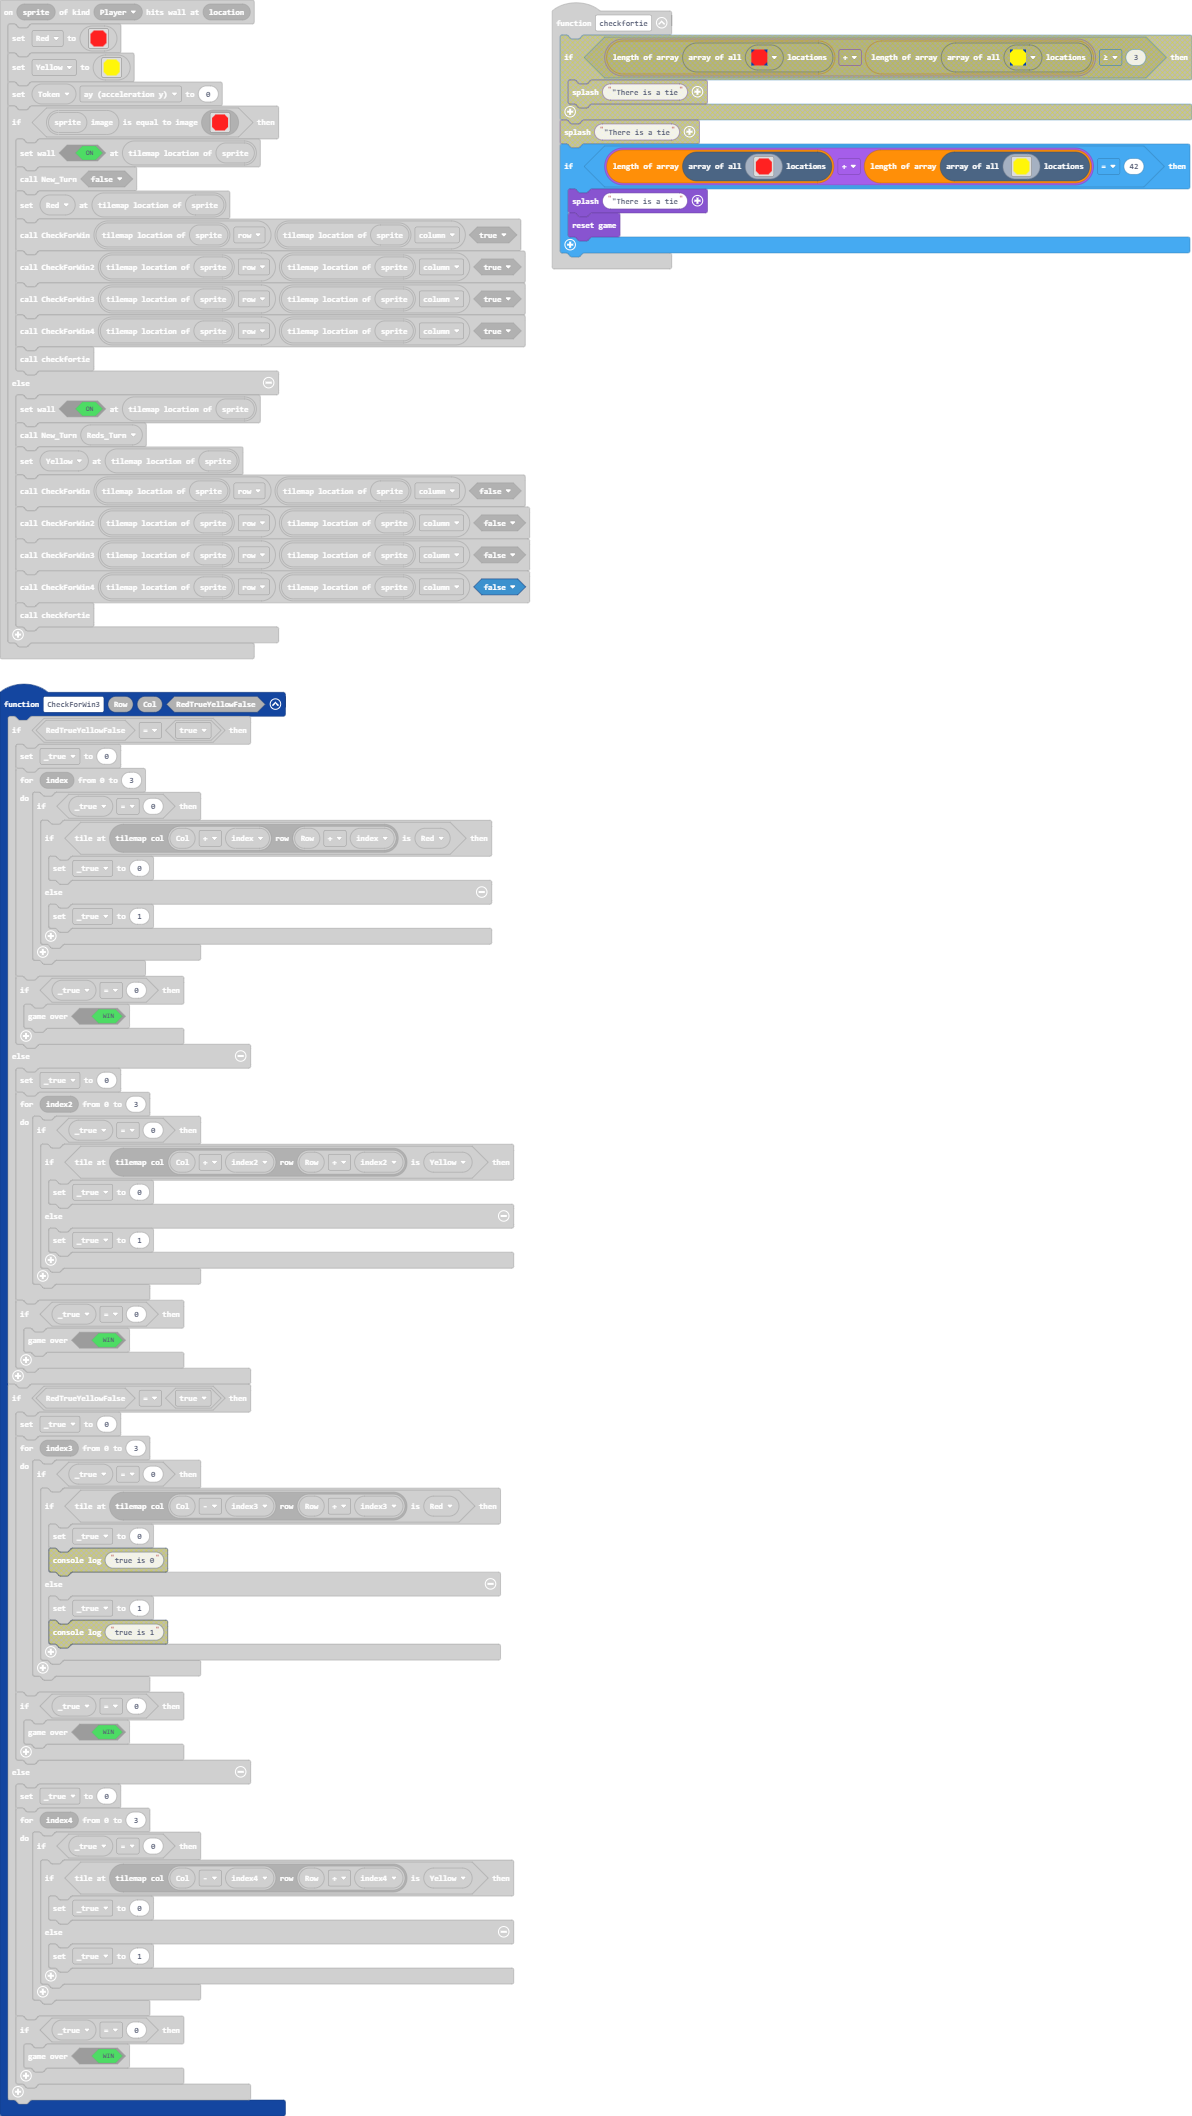 on sprite of kind Player hits wall at location
set Red to
set Yellow to
set Token ay (acceleration y) to 0
if sprite image is equal to image then
set wall ON at tilemap location of sprite
call New_Turn false
set Red at tilemap location of sprite
call CheckForWin tilemap location of sprite row tilemap location of sprite column true
call CheckForWin2 tilemap location of sprite row tilemap location of sprite column true
call CheckForWin3 tilemap location of sprite row tilemap location of sprite column true
call CheckForWin4 tilemap location of sprite row tilemap location of sprite column true
call checkfortie
else
set wall ON at tilemap location of sprite
call New_Turn Reds_Turn
set Yellow at tilemap location of sprite
call CheckForWin tilemap location of sprite row tilemap location of sprite column false
call CheckForWin2 tilemap location of sprite row tilemap location of sprite column false
call CheckForWin3 tilemap location of sprite row tilemap location of sprite column false
call CheckForWin4 tilemap location of sprite row tilemap location of sprite column false
call checkfortie
function checkfortie
if length of array array of all locations + length of array array of all locations ≥ 3 then
splash ""There is a tie"
splash ""There is a tie"
if length of array array of all locations + length of array array of all locations = 42 then
splash ""There is a tie"
reset game
function CheckForWin3 Row Col RedTrueYellowFalse
if RedTrueYellowFalse = true then
set _true to 0
for index from 0 to 3
do if _true = 0 then
if tile at tilemap col Col + index row Row + index is Red then
set _true to 0
else
set _true to 1
if _true = 0 then
game over WIN
else
set _true to 0
for index2 from 0 to 3
do if _true = 0 then
if tile at tilemap col Col + index2 row Row + index2 is Yellow then
set _true to 0
else
set _true to 1
if _true = 0 then
game over WIN
if RedTrueYellowFalse = true then
set _true to 0
for index3 from 0 to 3
do if _true = 0 then
if tile at tilemap col Col - index3 row Row + index3 is Red then
set _true to 0
console log "true is 0"
else
set _true to 1
console log "true is 1"
if _true = 0 then
game over WIN
else
set _true to 0
for index4 from 0 to 3
do if _true = 0 then
if tile at tilemap col Col - index4 row Row + index4 is Yellow then
set _true to 0
else
set _true to 1
if _true = 0 then
game over WIN